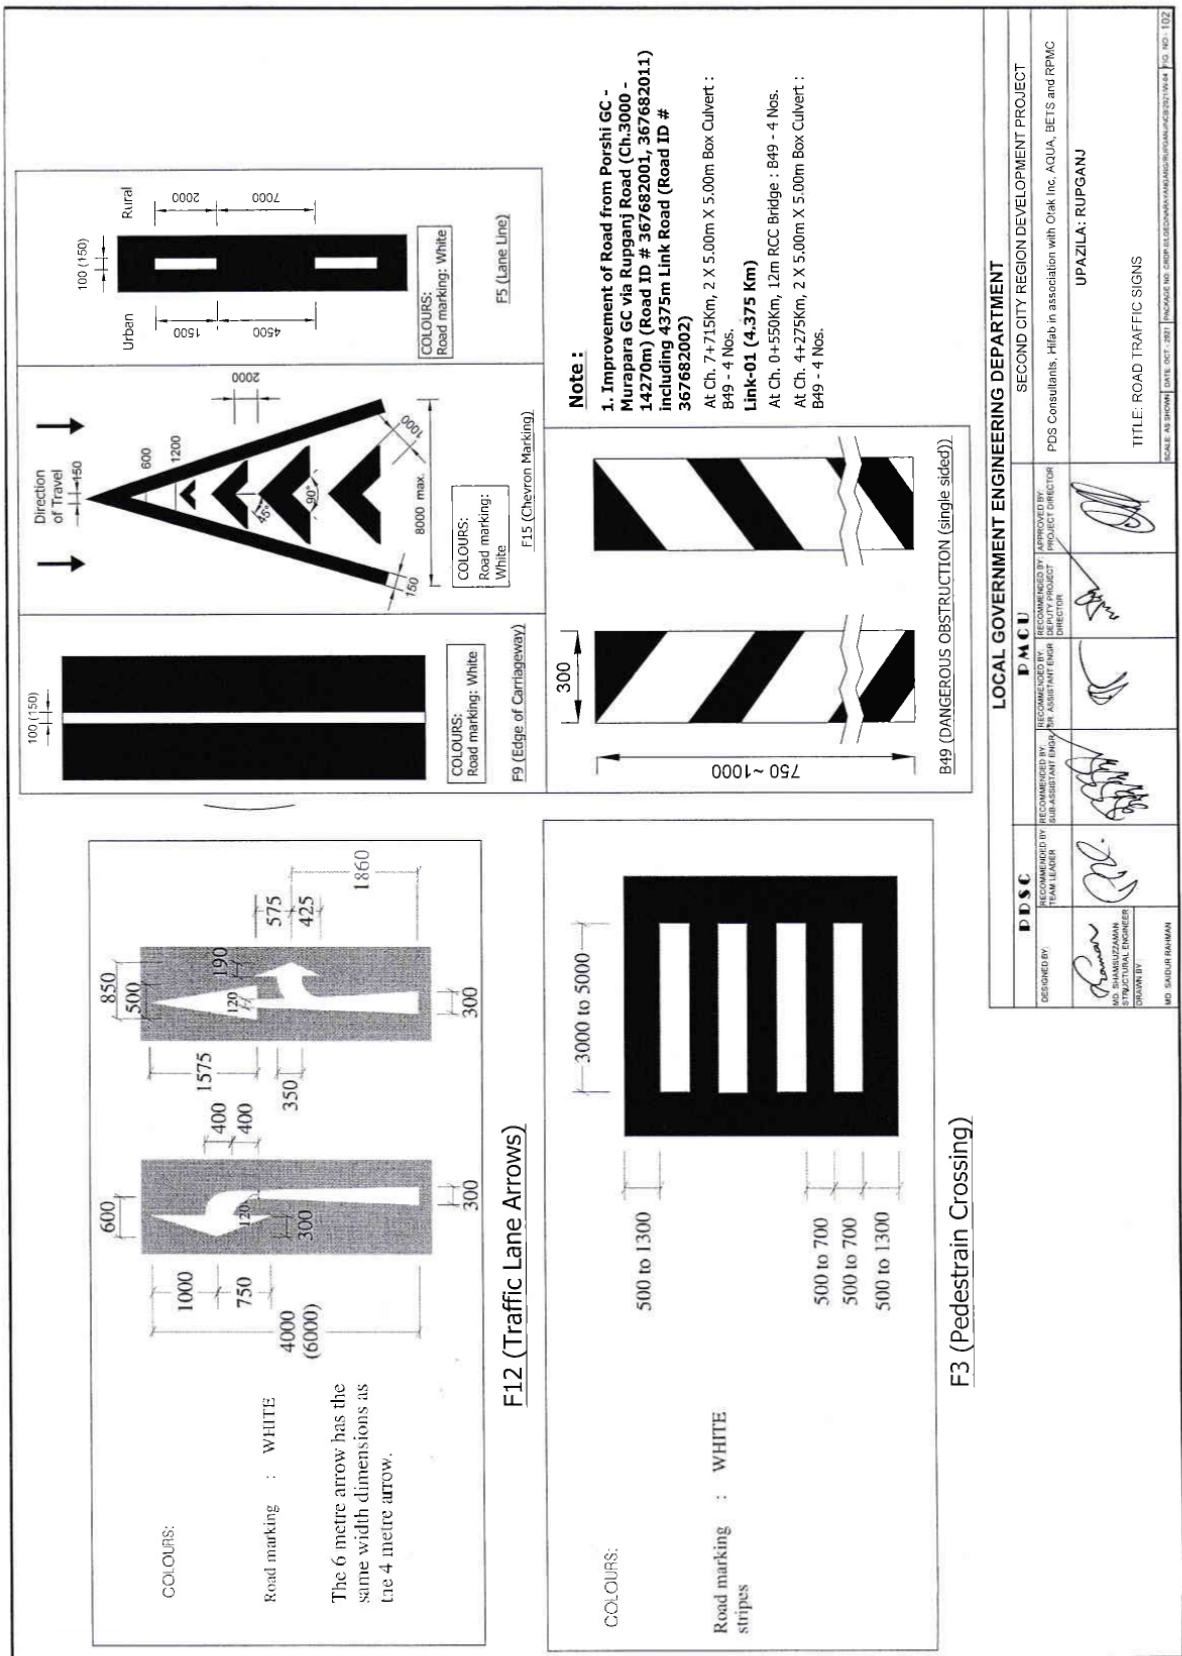 COLOURS:
Road marking : WHITE
The 6 metre arrow has the
same width dimensions as
the 4 metre arrow.
600
1000
750
4000
(6000)
400
400
120
300
300
850
500
190
1575
120
350
575
425
1860
300
F12 (Traffic Lane Arrows)
100 (150)
COLOURS:
Road marking: White
F9 (Edge of Carriageway)
Direction
of Travel
150
600
1200
2000
45°
90°
1000
150
8000 max.
COLOURS:
Road marking:
White
F15 (Chevron Marking)
100 (150)
Urban
Rural
1500
4500
2000
7000
COLOURS:
Road marking: White
F5 (Lane Line)
COLOURS:
Road marking : WHITE
stripes
3000 to 5000
500 to 1300
500 to 700
500 to 700
500 to 1300
F3 (Pedestrain Crossing)
300
750 ~ 1000
B49 (DANGEROUS OBSTRUCTION (single sided))
Note :
1. Improvement of Road from Porshi GC -
Murapara GC via Rupganj Road (Ch.3000 -
14270m) (Road ID # 367682001, 367682011)
including 4375m Link Road (Road ID #
367682002)
At Ch. 7+715Km, 2 X 5.00m X 5.00m Box Culvert :
B49 - 4 Nos.
Link-01 (4.375 Km)
At Ch. 0+550Km, 12m RCC Bridge : B49 - 4 Nos.
At Ch. 4+275Km, 2 X 5.00m X 5.00m Box Culvert :
B49 - 4 Nos.
LOCAL GOVERNMENT ENGINEERING DEPARTMENT
PDSC
PMCU
SECOND CITY REGION DEVELOPMENT PROJECT
DESIGNED BY:
RECOMMENDED BY:
TEAM LEADER
RECOMMENDED BY:
SUB-ASSISTANT ENGR
RECOMMENDED BY:
SR. ASSISTANT ENGR
RECOMMENDED BY:
DEPUTY PROJECT
DIRECTOR
APPROVED BY:
PROJECT DIRECTOR
PDS Consultants, Hifab in association with Otak Inc, AQUA, BETS and RPMC
MD. SHAMSUZZAMAN
STRUCTURAL ENGINEER
DRAWN BY
MD. SAIDUR RAHMAN
UPAZILA: RUPGANJ
TITLE: ROAD TRAFFIC SIGNS
SCALE: AS SHOWN
DATE: OCT - 2021
FIG. NO - 102